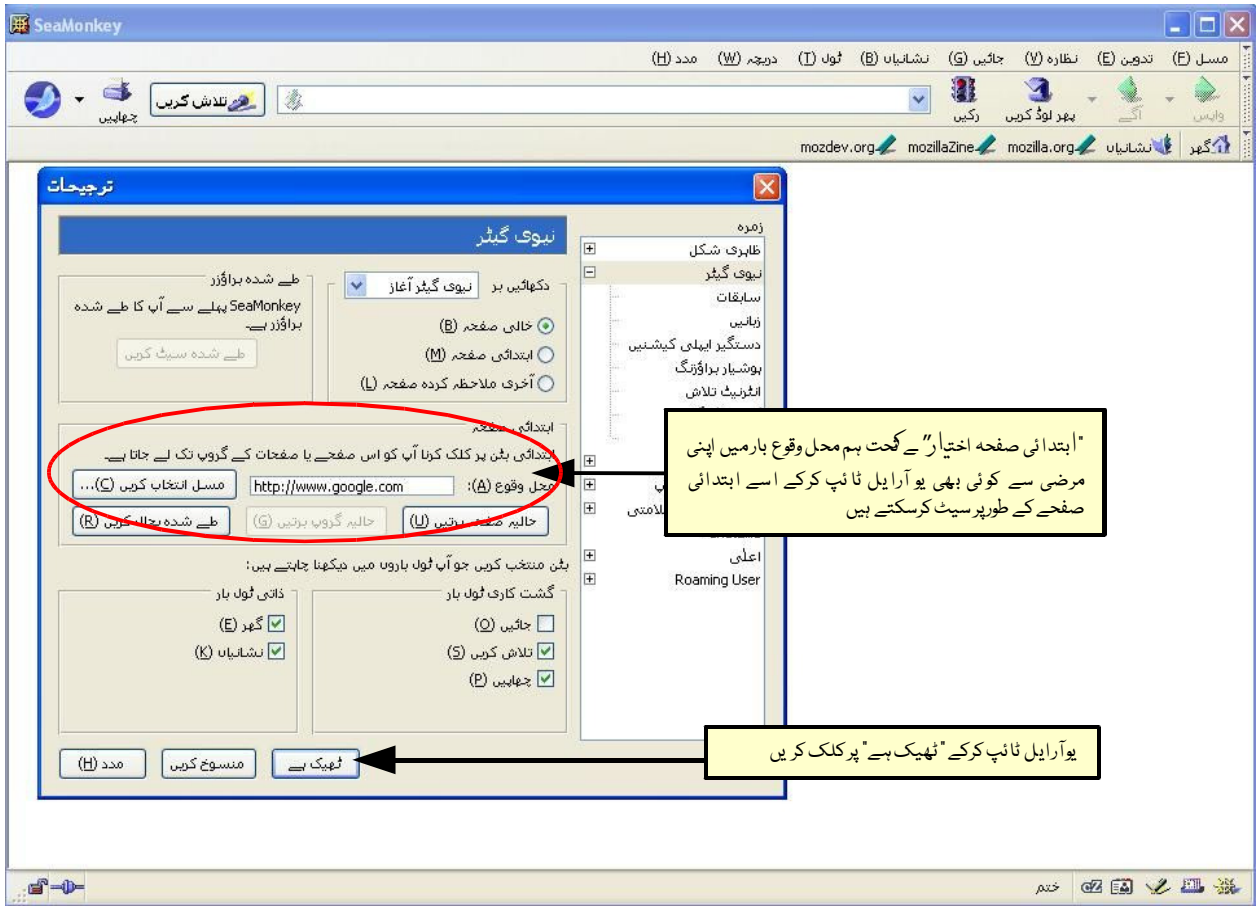 SeaMonkey
مسل (F) تدوین (E) نظارہ (V) جائیں (G) نشانیاں (B) ٹول (T) دریچہ (W) مدد (H)
واپس آگے پھر لوڈ کریں رکیں تلاش کریں چھاپیں
گھر نشانیاں mozilla.org mozillaZine mozdev.org
ترجیحات
زمرہ
ظاہری شکل
نیوی گیٹر
سابقات
زبانیں
دستگیر ایپلی کیشنیں
ہوشیار براؤزنگ
انٹرنیٹ تلاش
اعلٰی
Roaming User
نیوی گیٹر
دکھائیں بر نیوی گیٹر آغاز
خالی صفحہ (B)
ابتدائی صفحہ (M)
آخری ملاحظہ کردہ صفحہ (L)
طے شدہ براؤزر
SeaMonkey پہلے سے آپ کا طے شدہ
براؤزر ہے۔
طے شدہ سیٹ کریں
ابتدائی صفحہ
ابتدائی بٹن پر کلک کرنا آپ کو اس صفحے یا صفحات کے گروپ تک لے جاتا ہے۔
محل وقوع (A): http://www.google.com مسل انتخاب کریں (C)...
حالیہ صفحہ برتیں (U) حالیہ گروپ برتیں (G) طے شدہ بحال کریں (R)
بٹن منتخب کریں جو آپ ٹول باروں میں دیکھنا چاہتے ہیں:
گشت کاری ٹول بار
جائیں (O)
تلاش کریں (S)
چھاپیں (P)
ذاتی ٹول بار
گھر (E)
نشانیاں (K)
ٹھیک ہے منسوخ کریں مدد (H)
"ابتدائی صفحه اختیار" کے تحت ہم محل وقوع بار میں اپنی
مرضی سے کوئی بھی یو آر ایل ٹائپ کرکے اسے ابتدائی
صفحے کے طور پر سیٹ کرسکتے ہیں
یو آر ایل ٹائپ کرکے "ٹھیک ہے" پر کلک کریں
ختم